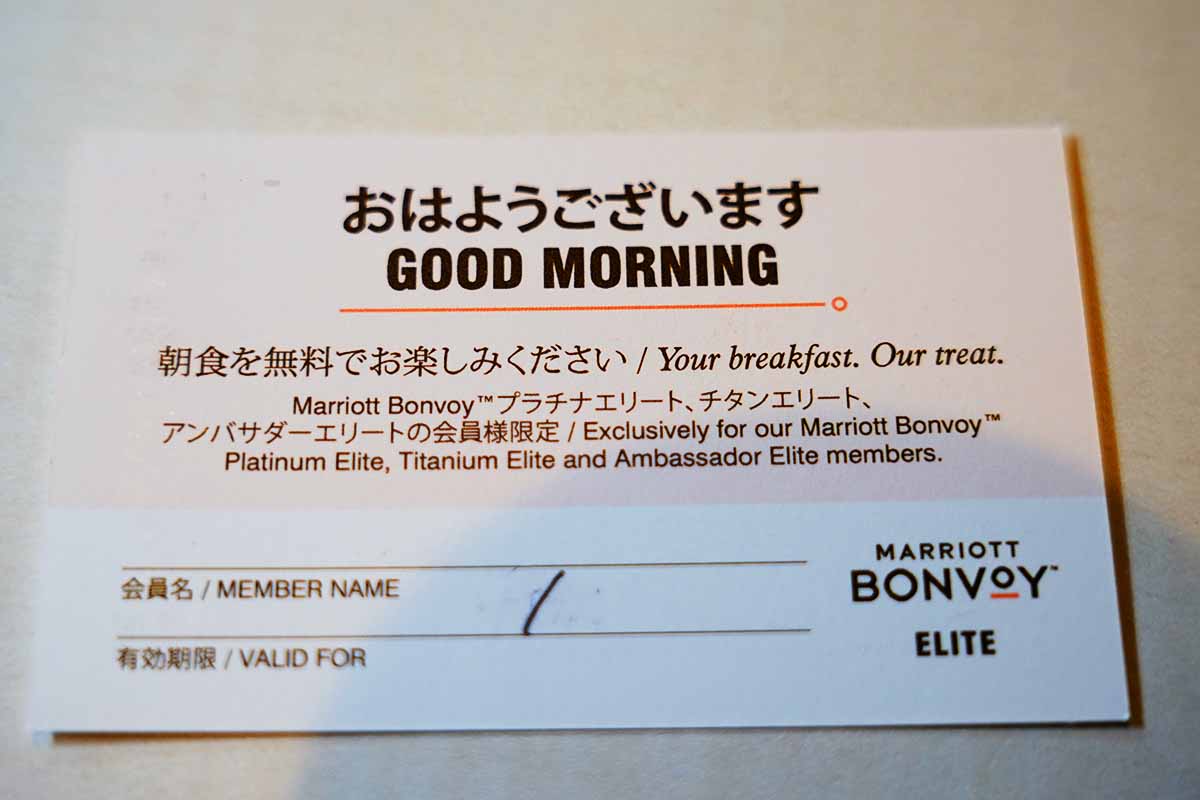 おはようございます
GOOD MORNING
朝食を無料でお楽しみください / Your breakfast. Our treat.
Marriott Bonvoy™プラチナエリート、チタンエリート、
アンバサダーエリートの会員様限定 / Exclusively for our Marriott Bonvoy™
Platinum Elite, Titanium Elite and Ambassador Elite members.
会員名 / MEMBER NAME
1
有効期限 / VALID FOR
MARRIOTT
BONVOY™
ELITE